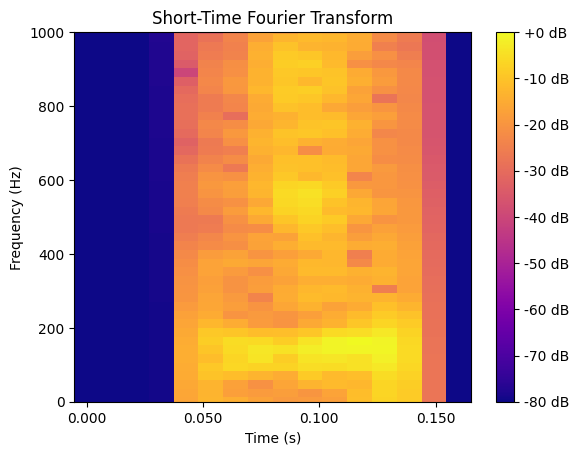 Short-Time Fourier Transform
1000
800
600
400
200
0
Frequency (Hz)
0.000
0.050
0.100
0.150
Time (s)
+0 dB
-10 dB
-20 dB
-30 dB
-40 dB
-50 dB
-60 dB
-70 dB
-80 dB